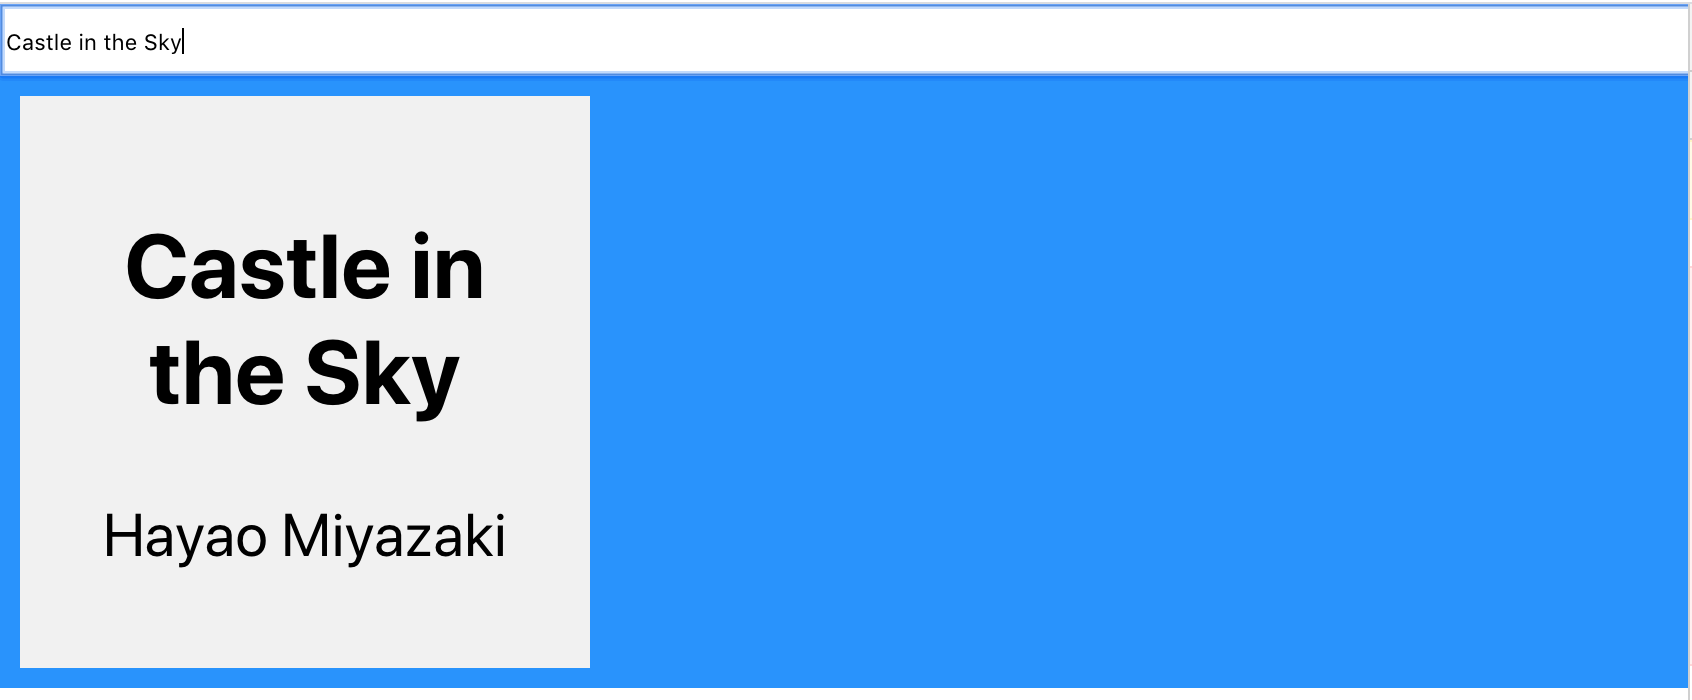 Castle in the Sky
Castle in
the Sky
Hayao Miyazaki